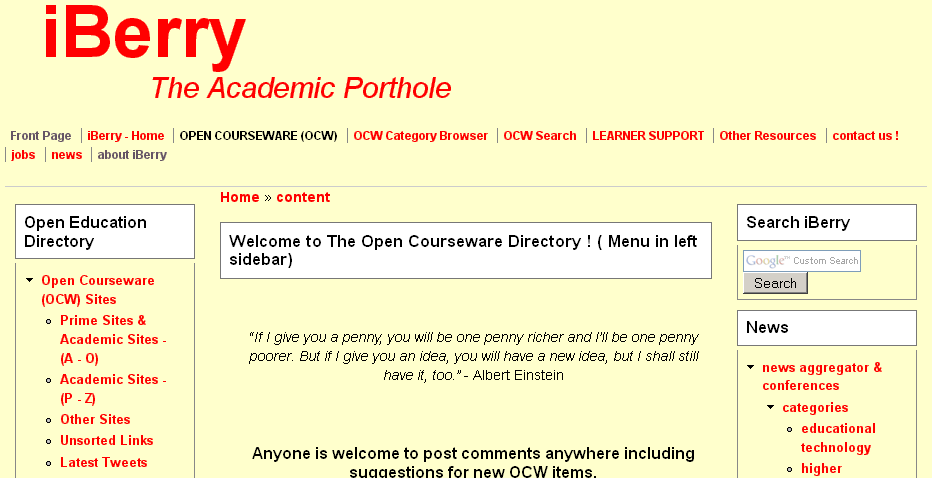 iBerry
The Academic Porthole
Front Page iBerry - Home OPEN COURSEWARE (OCW) OCW Category Browser OCW Search LEARNER SUPPORT Other Resources contact us !
jobs news about iBerry
Home » content
Open Education
Directory
Open Courseware
(OCW) Sites
Prime Sites &
Academic Sites -
(A - O)
Academic Sites -
(P - Z)
Other Sites
Unsorted Links
Latest Tweets
Welcome to The Open Courseware Directory ! ( Menu in left
sidebar)
“If I give you a penny, you will be one penny richer and I'll be one penny
poorer. But if I give you an idea, you will have a new idea, but I shall still
have it, too.” - Albert Einstein
Anyone is welcome to post comments anywhere including
suggestions for new OCW items.
Search iBerry
Google™ Custom Search
Search
News
news aggregator &
conferences
categories
educational
technology
higher